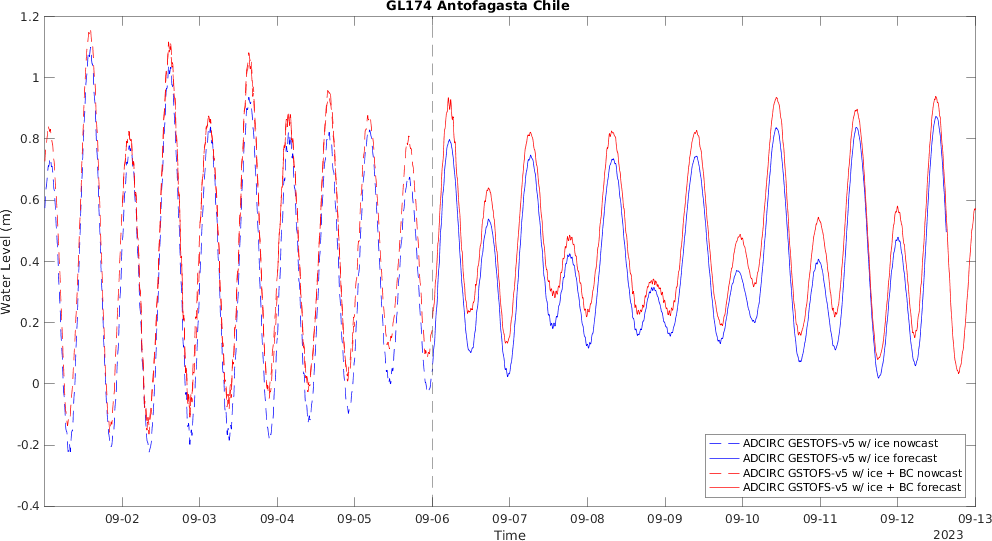 GL174 Antofagasta Chile
1.2
1
0.8
0.6
0.4
0.2
0
-0.2
-0.4
Water Level (m)
09-02 09-03 09-04 09-05 09-06 09-07 09-08 09-09 09-10 09-11 09-12 09-13
Time
2023
ADCIRC GESTOFS-v5 w/ ice nowcast
ADCIRC GESTOFS-v5 w/ ice forecast
ADCIRC GSTOFS-v5 w/ ice + BC nowcast
ADCIRC GSTOFS-v5 w/ ice + BC forecast